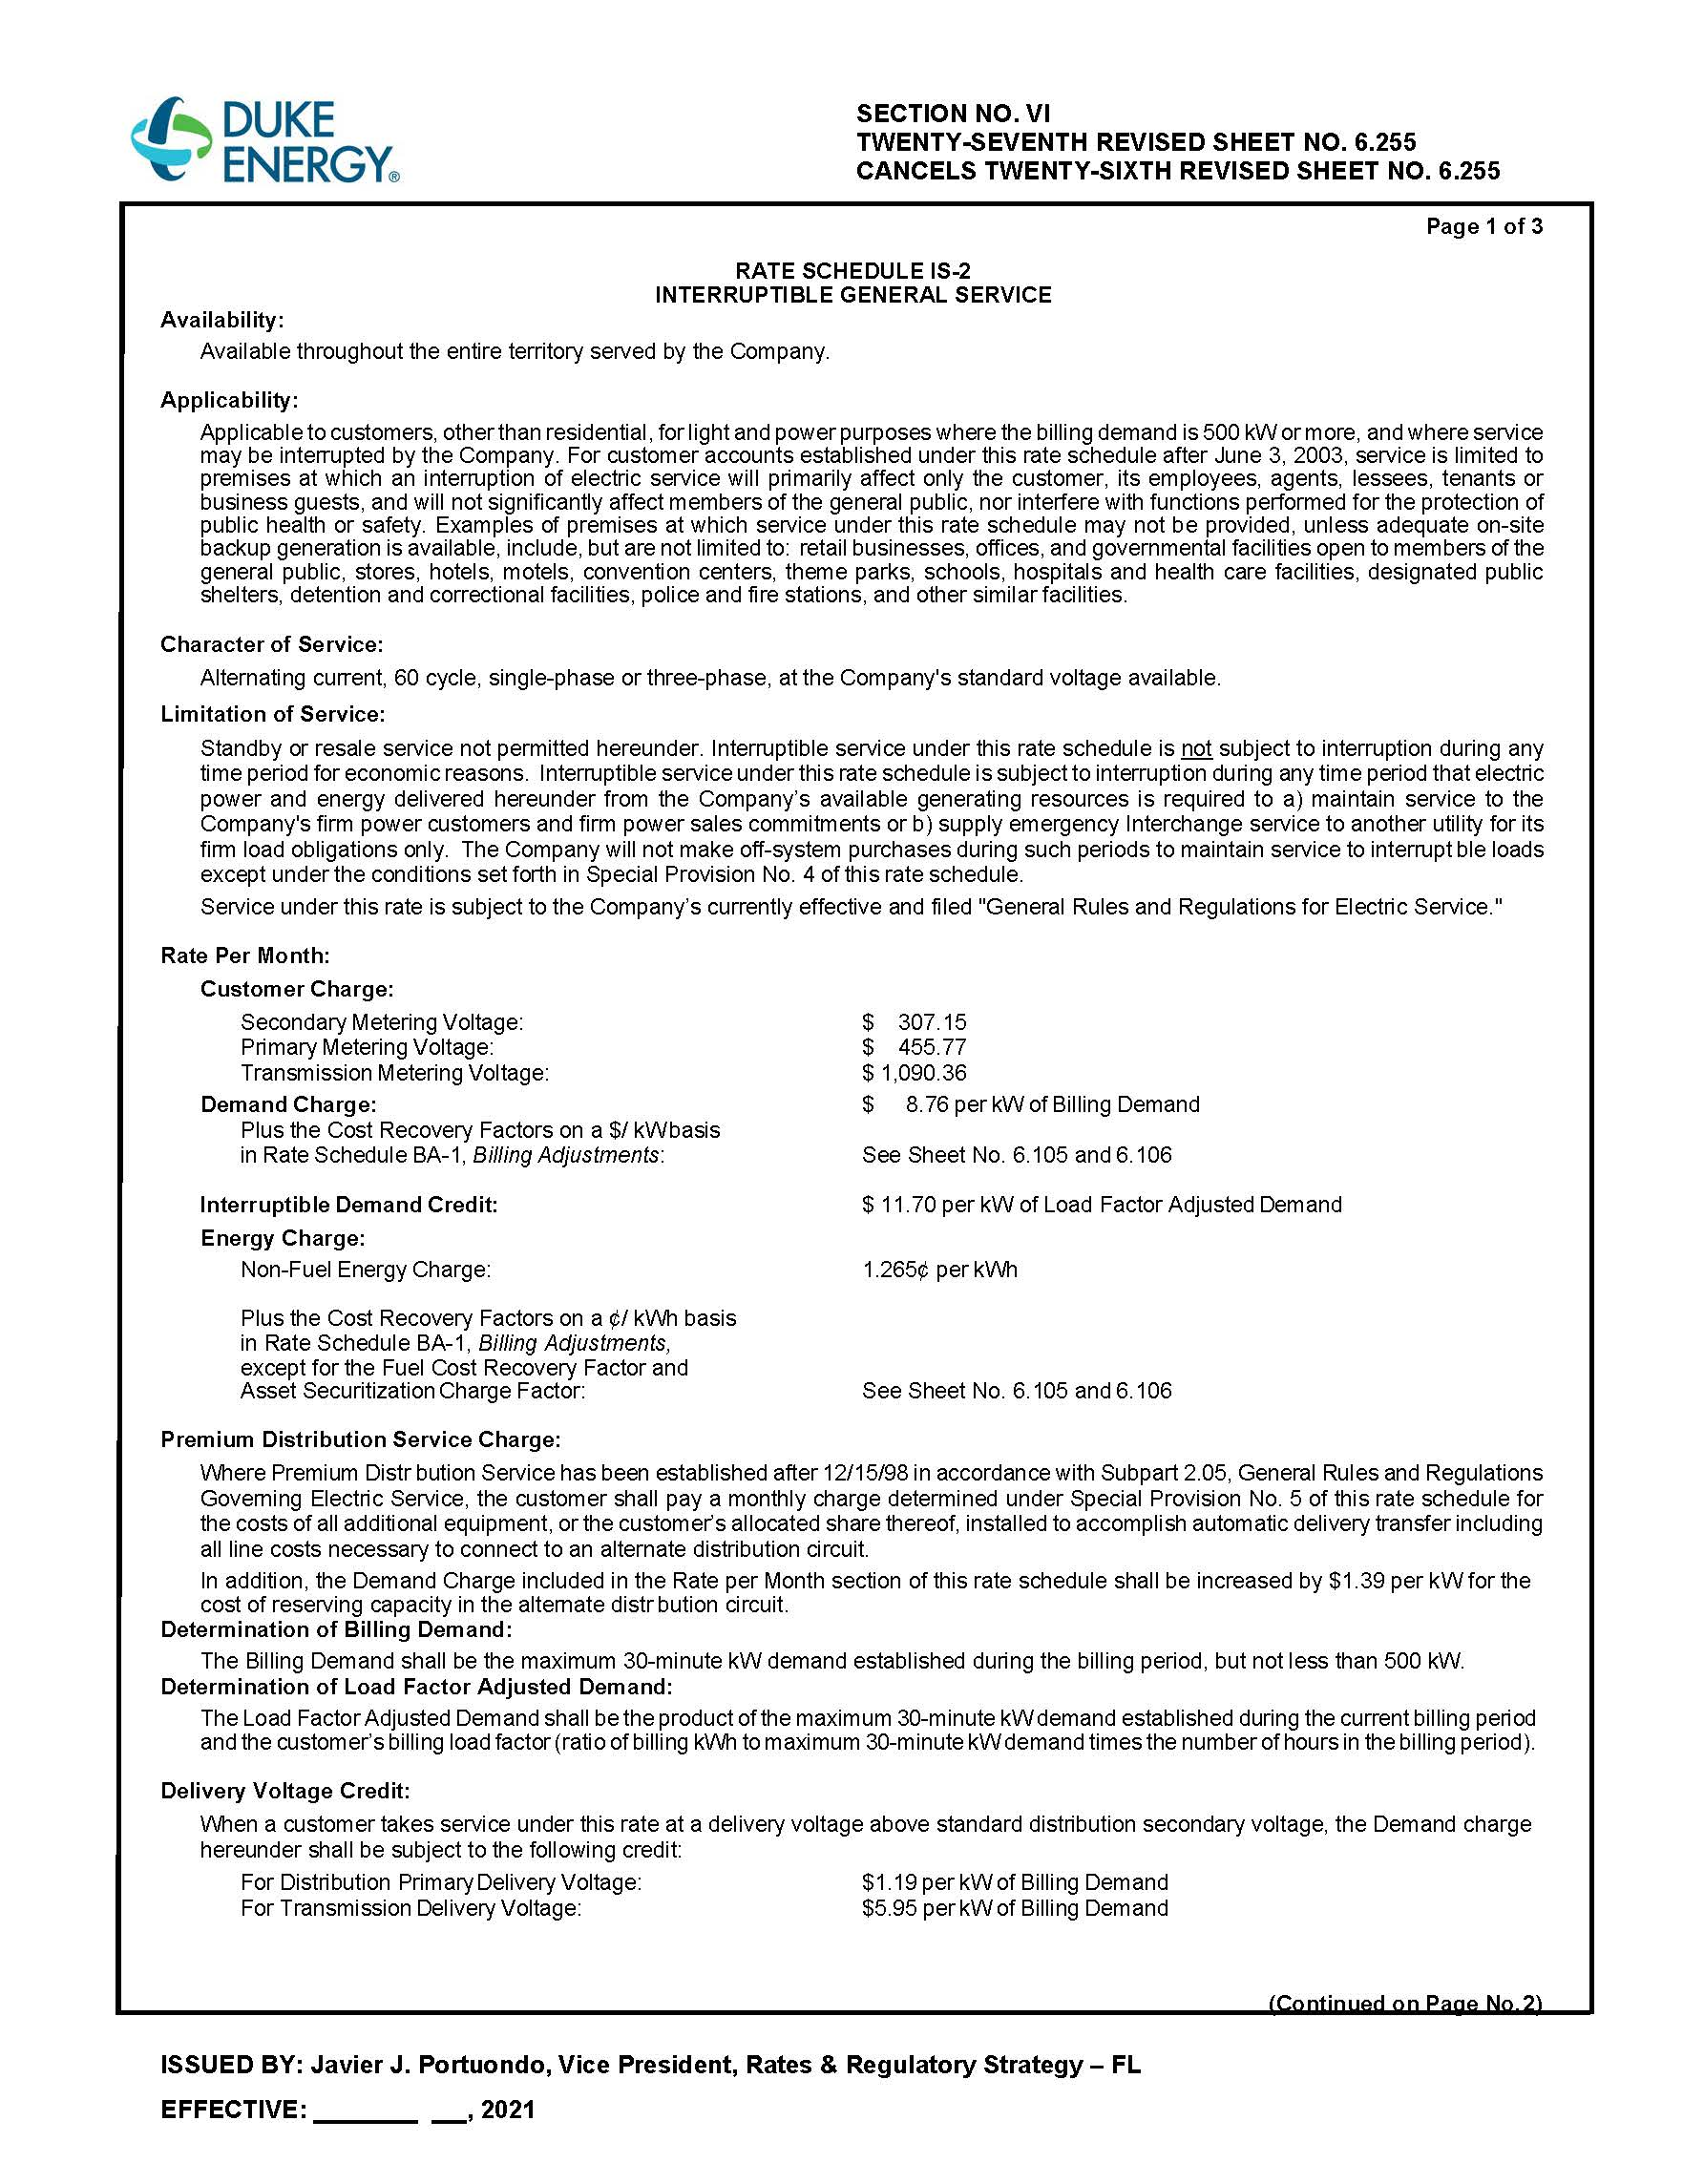 DUKE
ENERGY®
SECTION NO. VI
TWENTY-SEVENTH REVISED SHEET NO. 6.255
CANCELS TWENTY-SIXTH REVISED SHEET NO. 6.255
Page 1 of 3
RATE SCHEDULE IS-2
INTERRUPTIBLE GENERAL SERVICE
Availability:
Available throughout the entire territory served by the Company.
Applicability:
Applicable to customers, other than residential, for light and power purposes where the billing demand is 500 kW or more, and where service
may be interrupted by the Company. For customer accounts established under this rate schedule after June 3, 2003, service is limited to
premises at which an interruption of electric service will primarily affect only the customer, its employees, agents, lessees, tenants or
business guests, and will not significantly affect members of the general public, nor interfere with functions performed for the protection of
public health or safety. Examples of premises at which service under this rate schedule may not be provided, unless adequate on-site
backup generation is available, include, but are not limited to: retail businesses, offices, and governmental facilities open to members of the
general public, stores, hotels, motels, convention centers, theme parks, schools, hospitals and health care facilities, designated public
shelters, detention and correctional facilities, police and fire stations, and other similar facilities.
Character of Service:
Alternating current, 60 cycle, single-phase or three-phase, at the Company's standard voltage available.
Limitation of Service:
Standby or resale service not permitted hereunder. Interruptible service under this rate schedule is not subject to interruption during any
time period for economic reasons. Interruptible service under this rate schedule is subject to interruption during any time period that electric
power and energy delivered hereunder from the Company’s available generating resources is required to a) maintain service to the
Company's firm power customers and firm power sales commitments or b) supply emergency Interchange service to another utility for its
firm load obligations only. The Company will not make off-system purchases during such periods to maintain service to interrupt ble loads
except under the conditions set forth in Special Provision No. 4 of this rate schedule.
Service under this rate is subject to the Company’s currently effective and filed "General Rules and Regulations for Electric Service."
Rate Per Month:
Customer Charge:
Secondary Metering Voltage: $ 307.15
Primary Metering Voltage: $ 455.77
Transmission Metering Voltage: $ 1,090.36
Demand Charge: $ 8.76 per kW of Billing Demand
Plus the Cost Recovery Factors on a $/ kW basis
in Rate Schedule BA-1, Billing Adjustments: See Sheet No. 6.105 and 6.106
Interruptible Demand Credit: $ 11.70 per kW of Load Factor Adjusted Demand
Energy Charge:
Non-Fuel Energy Charge: 1.265¢ per kWh
Plus the Cost Recovery Factors on a ¢/ kWh basis
in Rate Schedule BA-1, Billing Adjustments,
except for the Fuel Cost Recovery Factor and
Asset Securitization Charge Factor: See Sheet No. 6.105 and 6.106
Premium Distribution Service Charge:
Where Premium Distr bution Service has been established after 12/15/98 in accordance with Subpart 2.05, General Rules and Regulations
Governing Electric Service, the customer shall pay a monthly charge determined under Special Provision No. 5 of this rate schedule for
the costs of all additional equipment, or the customer’s allocated share thereof, installed to accomplish automatic delivery transfer including
all line costs necessary to connect to an alternate distribution circuit.
In addition, the Demand Charge included in the Rate per Month section of this rate schedule shall be increased by $1.39 per kW for the
cost of reserving capacity in the alternate distr bution circuit.
Determination of Billing Demand:
The Billing Demand shall be the maximum 30-minute kW demand established during the billing period, but not less than 500 kW.
Determination of Load Factor Adjusted Demand:
The Load Factor Adjusted Demand shall be the product of the maximum 30-minute kW demand established during the current billing period
and the customer’s billing load factor (ratio of billing kWh to maximum 30-minute kW demand times the number of hours in the billing period).
Delivery Voltage Credit:
When a customer takes service under this rate at a delivery voltage above standard distribution secondary voltage, the Demand charge
hereunder shall be subject to the following credit:
For Distribution Primary Delivery Voltage: $1.19 per kW of Billing Demand
For Transmission Delivery Voltage: $5.95 per kW of Billing Demand
(Continued on Page No. 2)
ISSUED BY: Javier J. Portuondo, Vice President, Rates & Regulatory Strategy – FL
EFFECTIVE: ________ ___, 2021